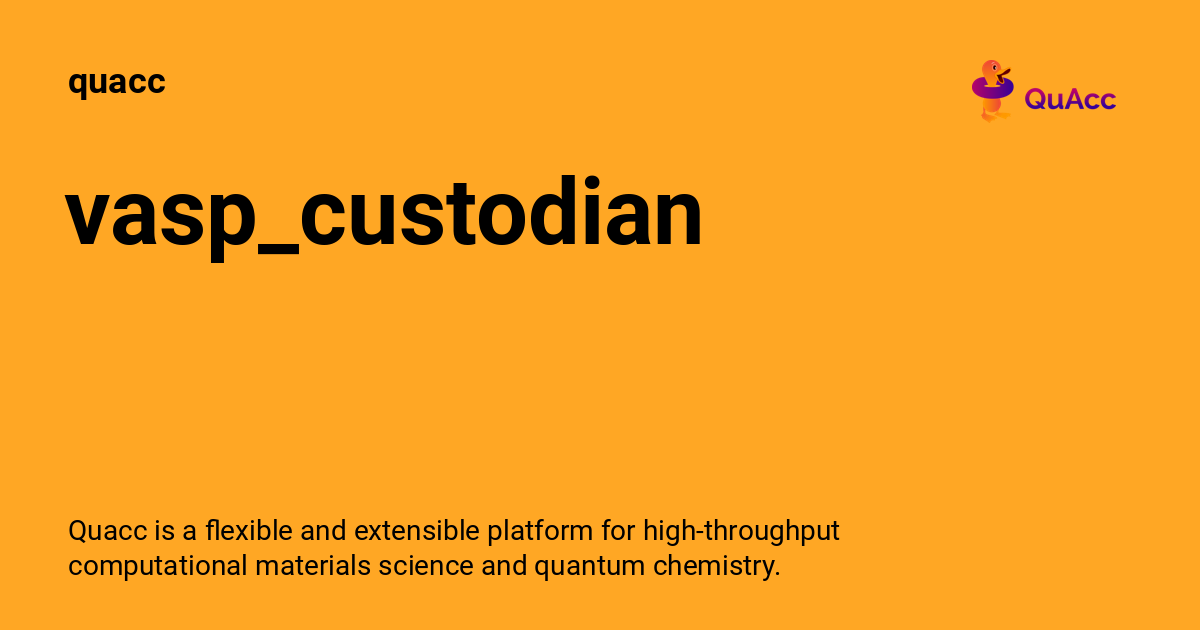 quacc
QuAcc
vasp_custodian
Quacc is a flexible and extensible platform for high-throughput
computational materials science and quantum chemistry.